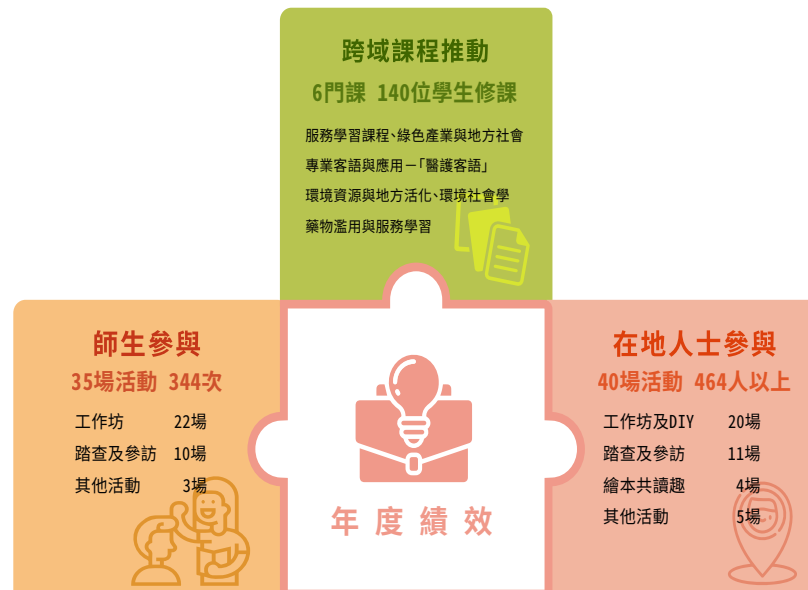 跨域課程推動
6門課 140位學生修課
服務學習課程、綠色產業與地方社會
專業客語與應用－「醫護客語」
環境資源與地方活化、環境社會學
藥物濫用與服務學習
師生參與
35場活動 344次
工作坊 22場
踏查及參訪 10場
其他活動 3場
年度績效
在地人士參與
40場活動 464人以上
工作坊及DIY 20場
踏查及參訪 11場
繪本共讀趣 4場
其他活動 5場